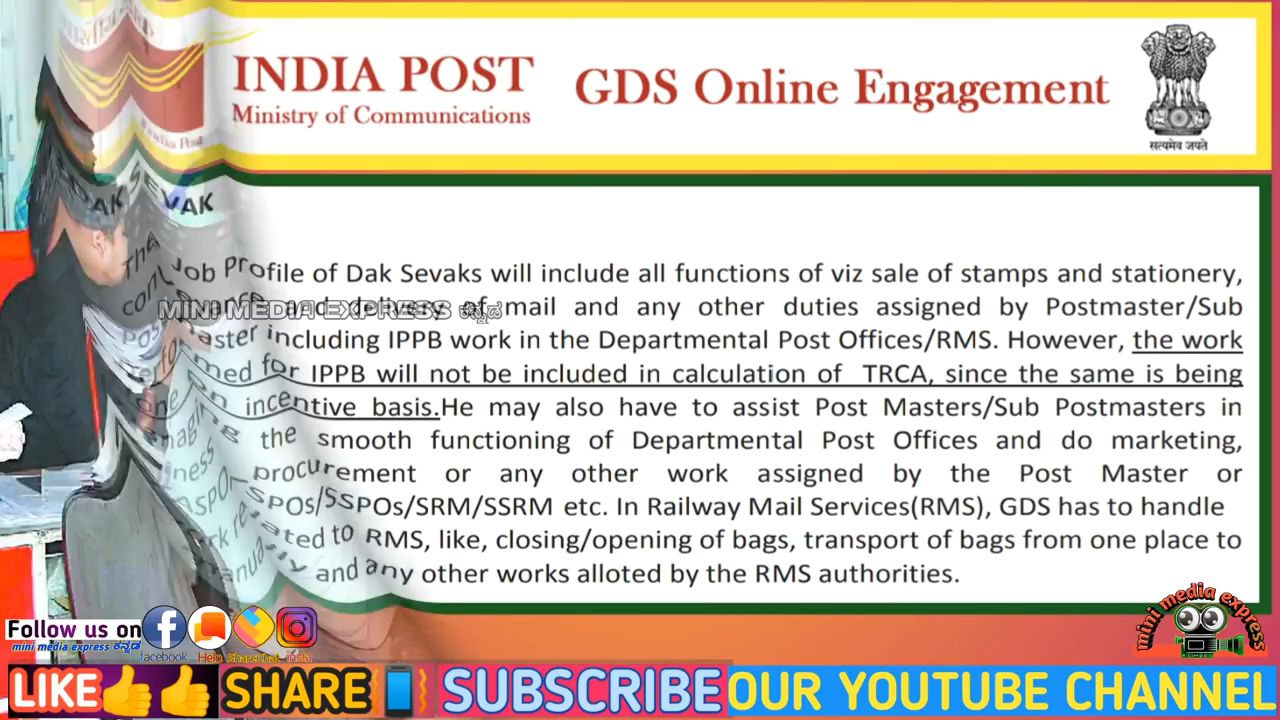 INDIA POST
Ministry of Communications
GDS Online Engagement
सत्यमेव जयते
India Post
DAK SEVAK
The Job Profile of Dak Sevaks will include all functions of viz sale of stamps and stationery,
and delivery of mail and any other duties assigned by Postmaster/Sub
including IPPB work in the Departmental Post Offices/RMS. However, the work
for IPPB will not be included in calculation of TRCA, since the same is being
incentive basis.He may also have to assist Post Masters/Sub Postmasters in
the smooth functioning of Departmental Post Offices and do marketing,
procurement or any other work assigned by the Post Master or
SPOs/SSPOs/SRM/SSRM etc. In Railway Mail Services(RMS), GDS has to handle
related to RMS, like, closing/opening of bags, transport of bags from one place to
and any other works alloted by the RMS authorities.
MINI MEDIA EXPRESS ಕನ್ನಡ
Follow us on
mini media express ಕನ್ನಡ
facebook Helo ShareChat insta
mini media express
LIKE SHARE SUBSCRIBE OUR YOUTUBE CHANNEL